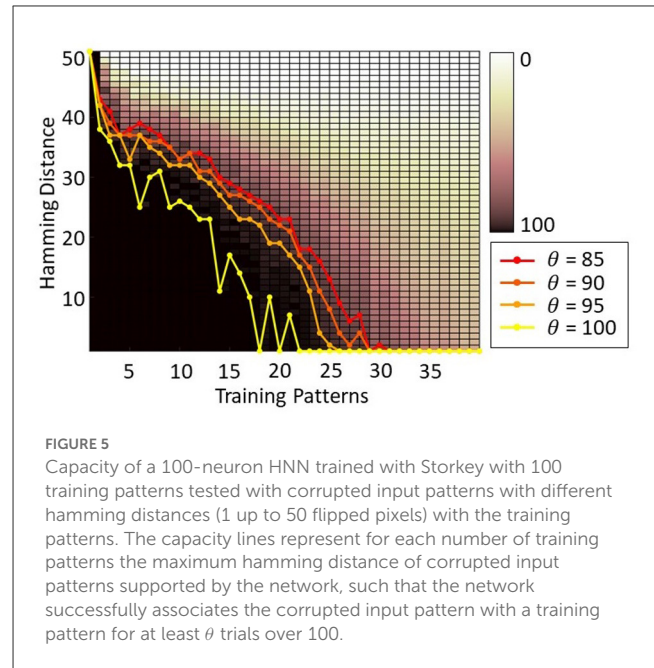 50
40
30
20
10
Hamming Distance
5 10 15 20 25 30 35
Training Patterns
0
100
θ = 85
θ = 90
θ = 95
θ = 100
FIGURE 5
Capacity of a 100-neuron HNN trained with Storkey with 100
training patterns tested with corrupted input patterns with different
hamming distances (1 up to 50 flipped pixels) with the training
patterns. The capacity lines represent for each number of training
patterns the maximum hamming distance of corrupted input
patterns supported by the network, such that the network
successfully associates the corrupted input pattern with a training
pattern for at least θ trials over 100.